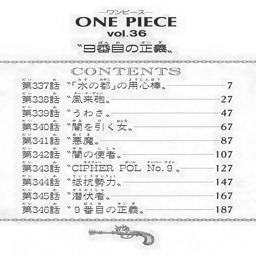 ワンピース
ONE PIECE
vol.36
“9番目の正義”
CONTENTS
第337話 “「水の都」の用心棒” 7
第338話 “風来砲” 27
第339話 “うわさ” 47
第340話 “闇を引く女” 67
第341話 “悪魔” 87
第342話 “闇の使者” 107
第343話 “CIPHER POL No.9” 127
第344話 “抵抗勢力” 147
第345話 “潜伏者” 167
第346話 “9番目の正義” 187